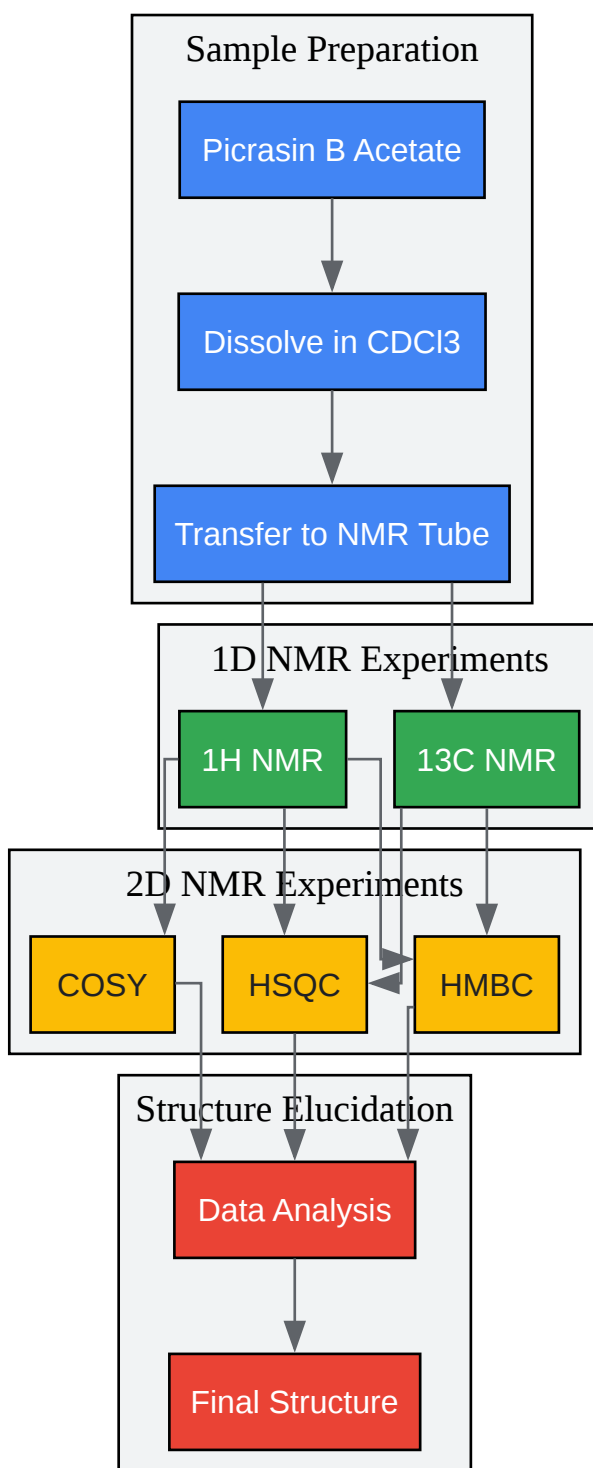 Sample Preparation
Picrasin B Acetate
Dissolve in CDCl3
Transfer to NMR Tube
1D NMR Experiments
1H NMR
13C NMR
2D NMR Experiments
COSY
HSQC
HMBC
Structure Elucidation
Data Analysis
Final Structure